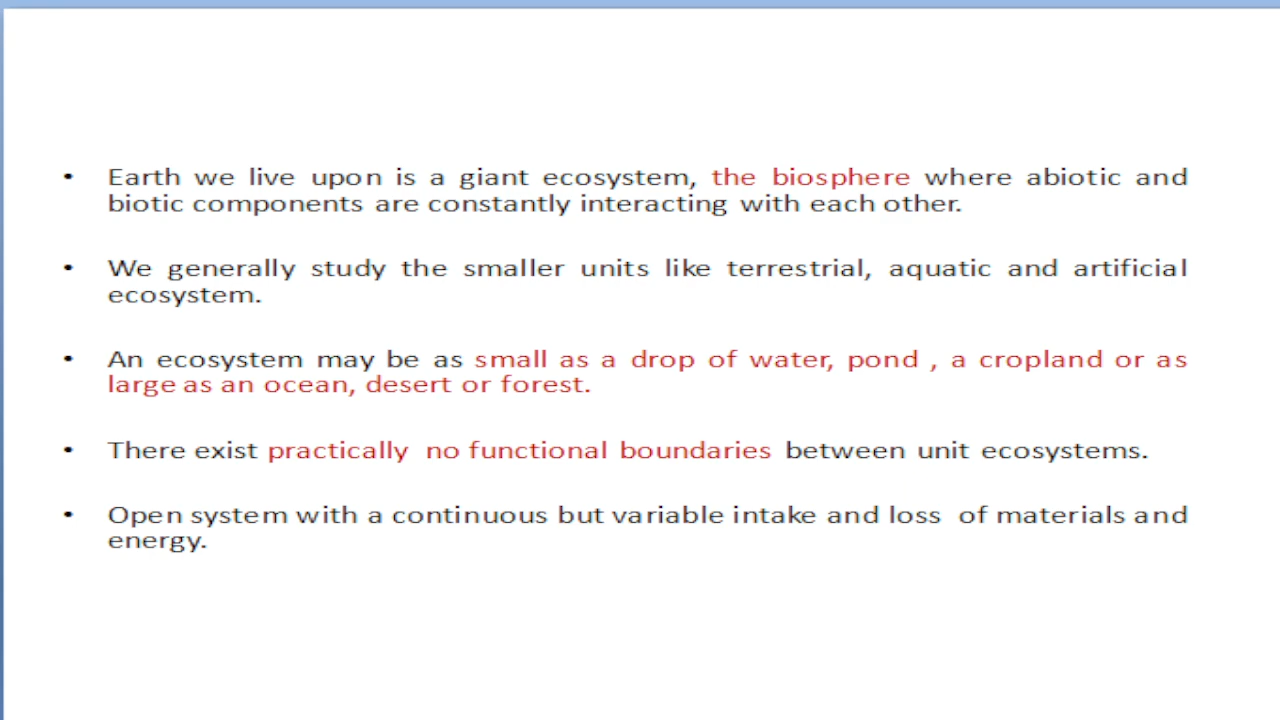 • Earth we live upon is a giant ecosystem, the biosphere where abiotic and
biotic components are constantly interacting with each other.
• We generally study the smaller units like terrestrial, aquatic and artificial
ecosystem.
• An ecosystem may be as small as a drop of water, pond , a cropland or as
large as an ocean, desert or forest.
• There exist practically no functional boundaries between unit ecosystems.
• Open system with a continuous but variable intake and loss of materials and
energy.